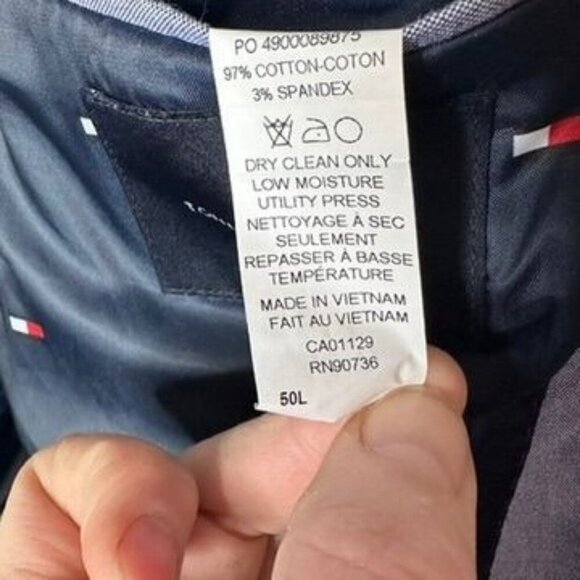 PO 4900089875
97% COTTON-COTON
3% SPANDEX
DRY CLEAN ONLY
LOW MOISTURE
UTILITY PRESS
NETTOYAGE À SEC
SEULEMENT
REPASSER À BASSE
TEMPÉRATURE
MADE IN VIETNAM
FAIT AU VIETNAM
CA01129
RN90736
50L